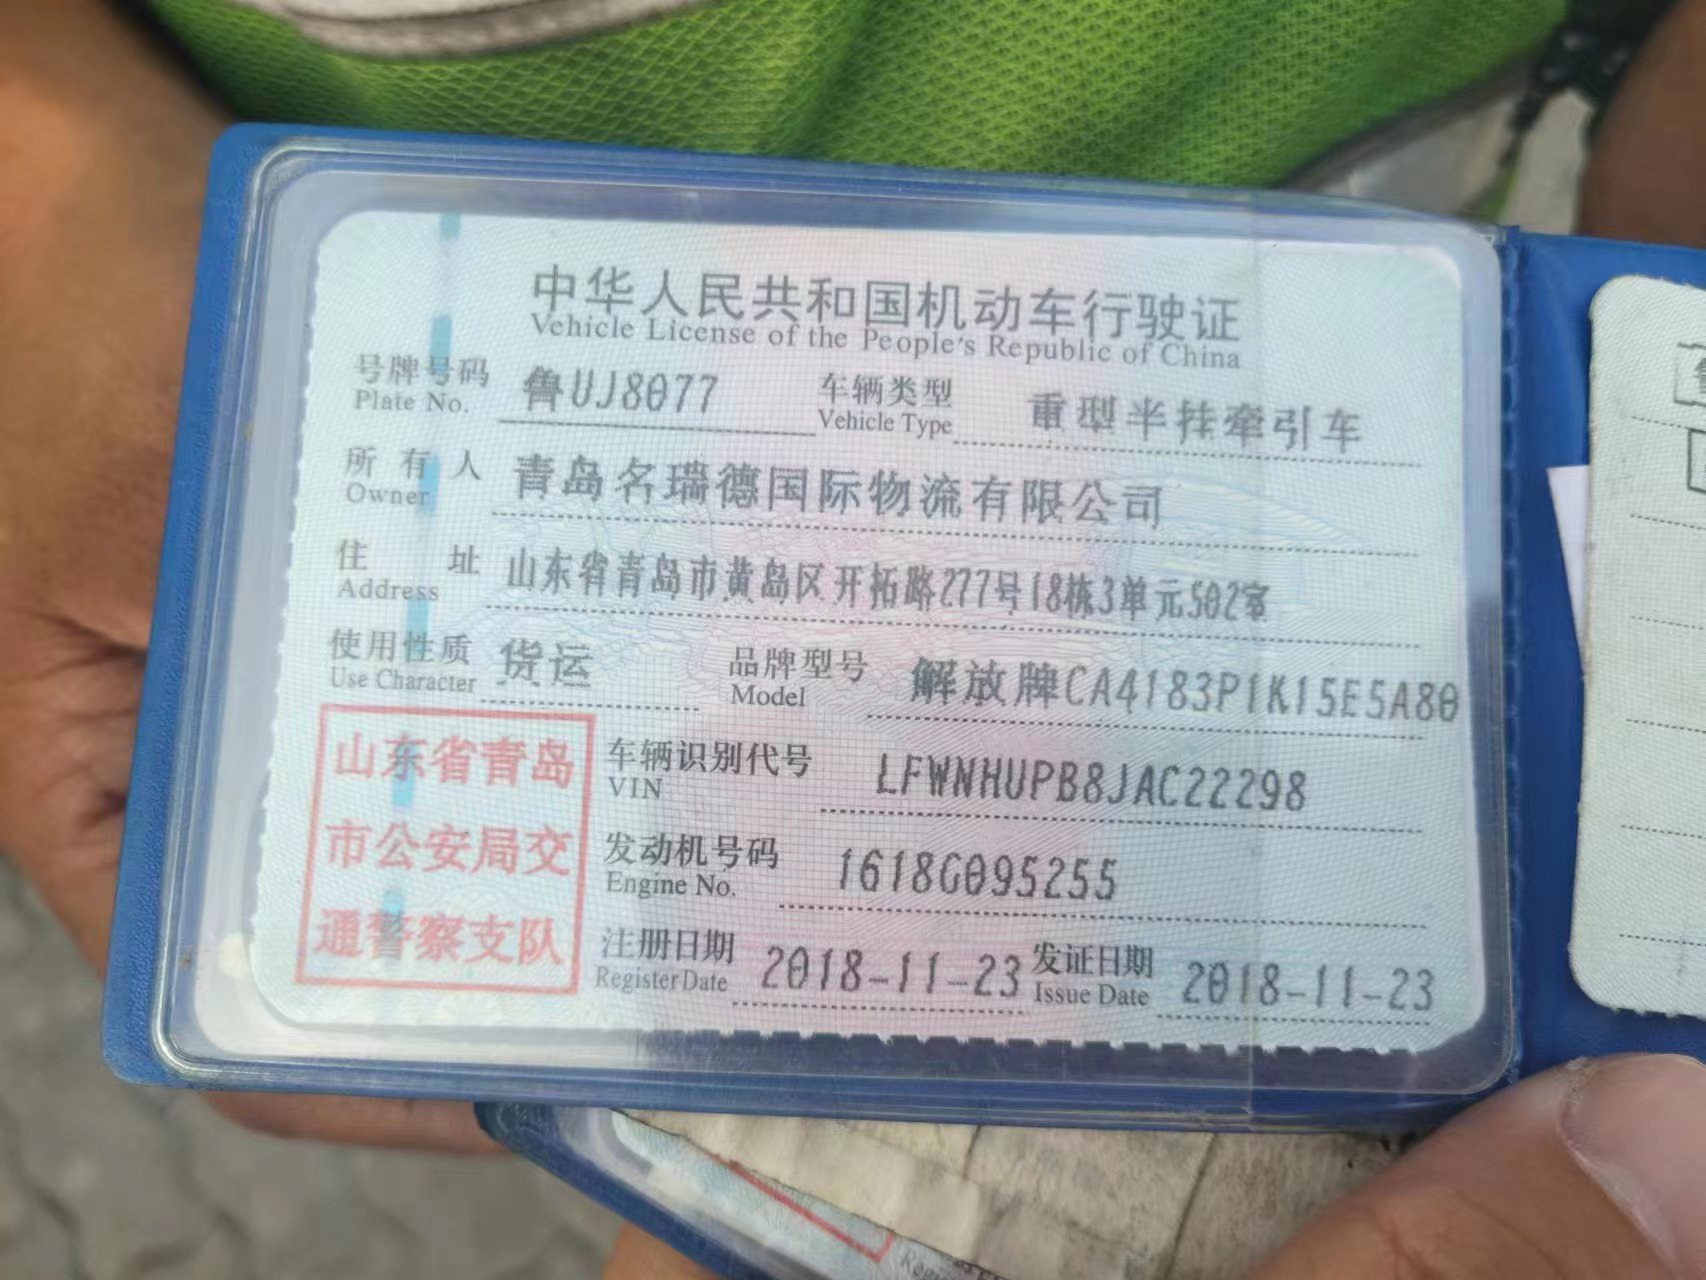 中华人民共和国机动车行驶证
Vehicle License of the People's Republic of China
号牌号码 鲁UJ8077 车辆类型 重型半挂牵引车
Plate No. Vehicle Type
所有人 青岛名瑞德国际物流有限公司
Owner
住址 山东省青岛市黄岛区开拓路277号18栋3单元502室
Address
使用性质 货运 品牌型号 解放牌CA4183P1K15E5A80
Use Character Model
车辆识别代号 LFWNHUPB8JAC22298
VIN
发动机号码 1618G095255
Engine No.
注册日期 2018-11-23 发证日期 2018-11-23
Register Date Issue Date
山东省青岛
市公安局交
通警察支队